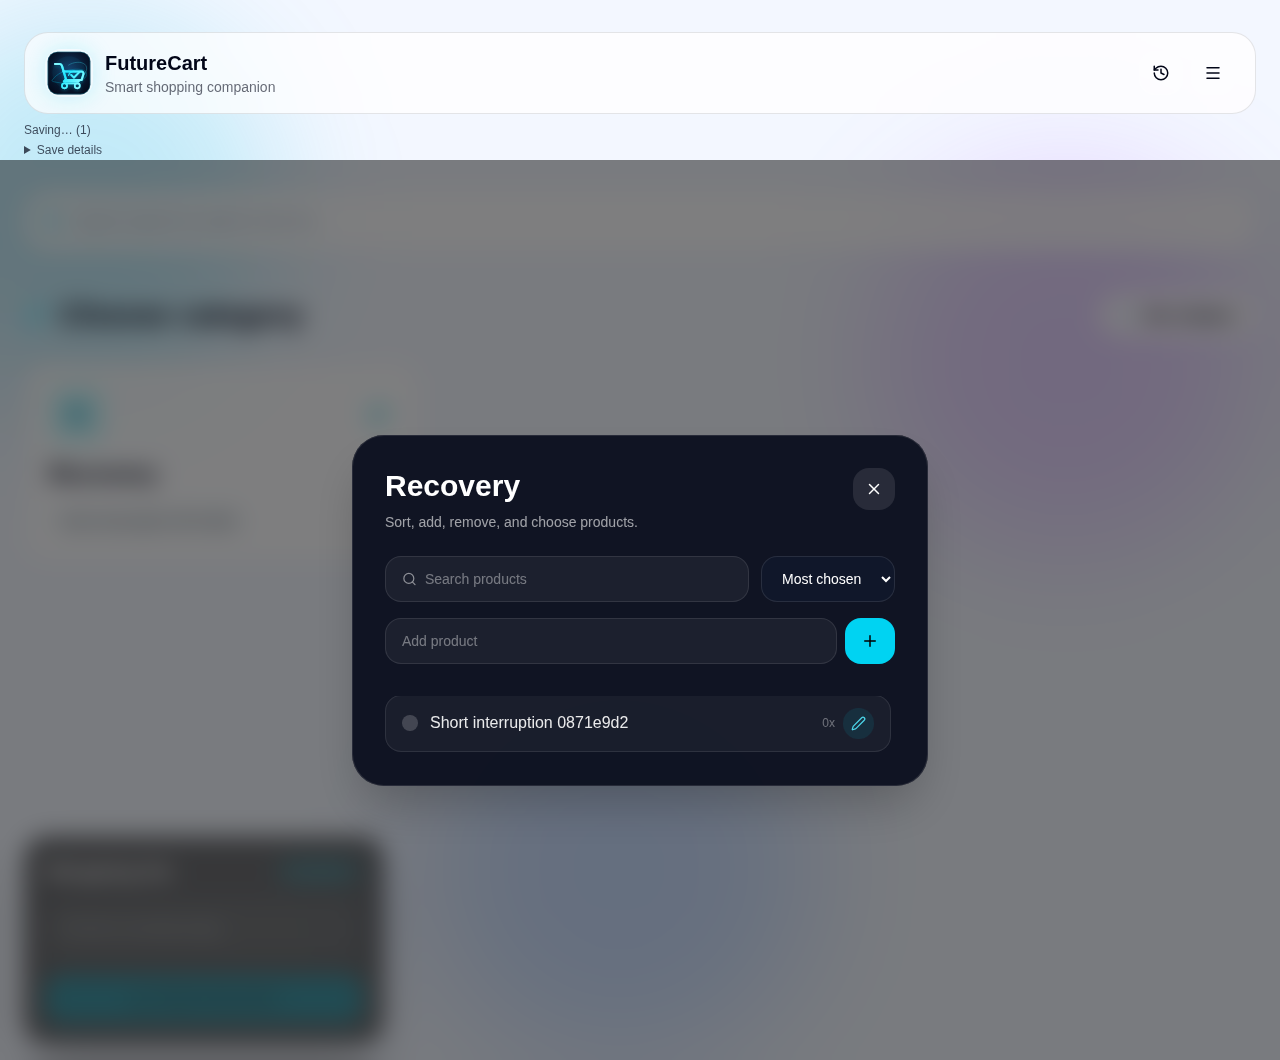 FutureCart
Smart shopping companion
Saving… (1)
Save details
Recovery
Sort, add, remove, and choose products.
Search products
Most chosen
Add product
Short interruption 0871e9d2
0x